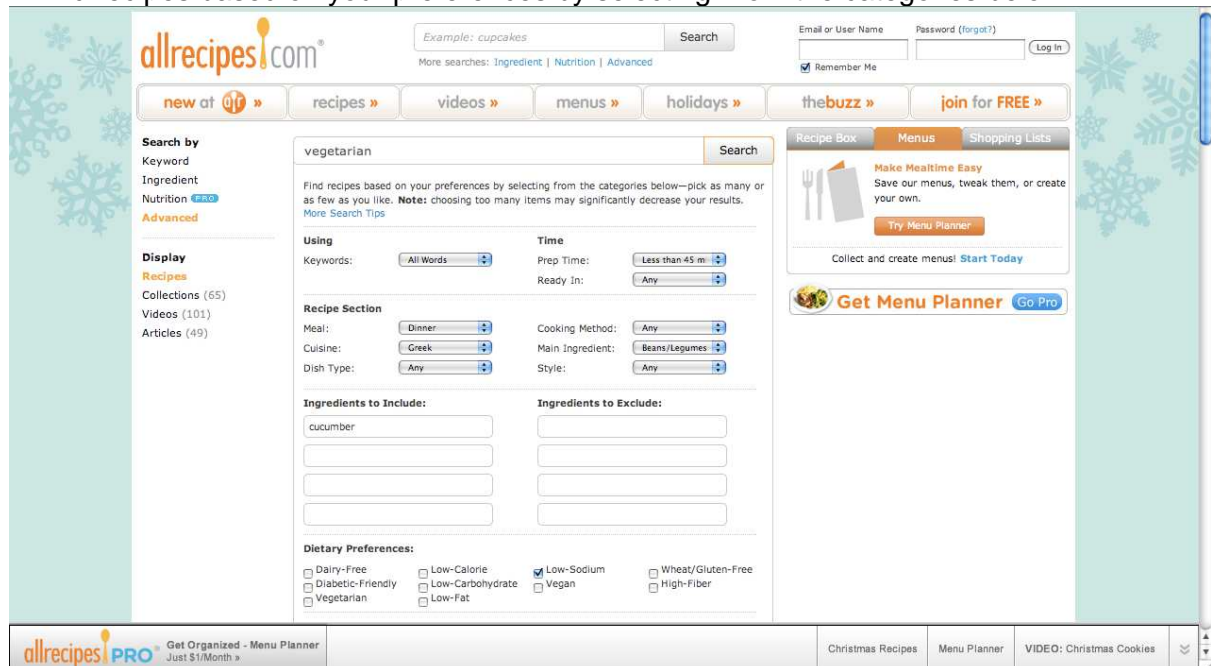 allrecipes.com®
Example: cupcakes
Search
More searches: Ingredient | Nutrition | Advanced
Email or User Name
Password (forgot?)
Log In
Remember Me
new at ar »
recipes »
videos »
menus »
holidays »
thebuzz »
join for FREE »
Search by
Keyword
Ingredient
Nutrition PRO
Advanced
Display
Recipes
Collections (65)
Videos (101)
Articles (49)
vegetarian
Search
Find recipes based on your preferences by selecting from the categories below—pick as many or
as few as you like. Note: choosing too many items may significantly decrease your results.
More Search Tips
Using
Keywords: All Words
Time
Prep Time: Less than 45 m
Ready In: Any
Recipe Section
Meal: Dinner
Cuisine: Greek
Dish Type: Any
Cooking Method: Any
Main Ingredient: Beans/Legumes
Style: Any
Ingredients to Include:
cucumber
Ingredients to Exclude:
Dietary Preferences:
Dairy-Free
Low-Calorie
Low-Sodium
Wheat/Gluten-Free
Diabetic-Friendly
Low-Carbohydrate
Vegan
High-Fiber
Vegetarian
Low-Fat
Recipe Box
Menus
Shopping Lists
Make Mealtime Easy
Save our menus, tweak them, or create
your own.
Try Menu Planner
Collect and create menus! Start Today
Get Menu Planner Go Pro
allrecipes PRO®
Get Organized - Menu Planner
Just $1/Month »
Christmas Recipes
Menu Planner
VIDEO: Christmas Cookies